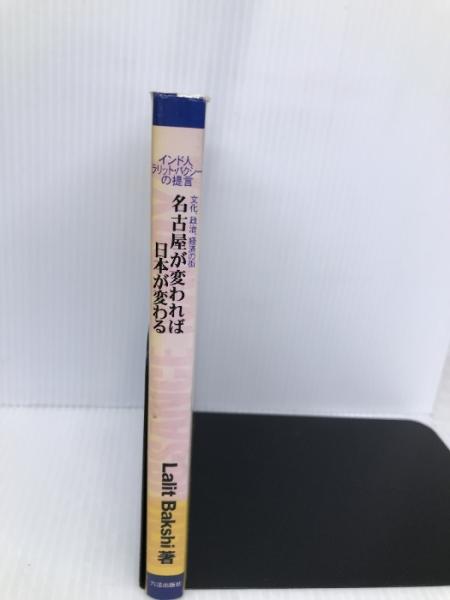 インド人
ラリット・バクシー
の提言
文化、政治、経済の街
名古屋が変われば
日本が変わる
Lalit Bakshi 著